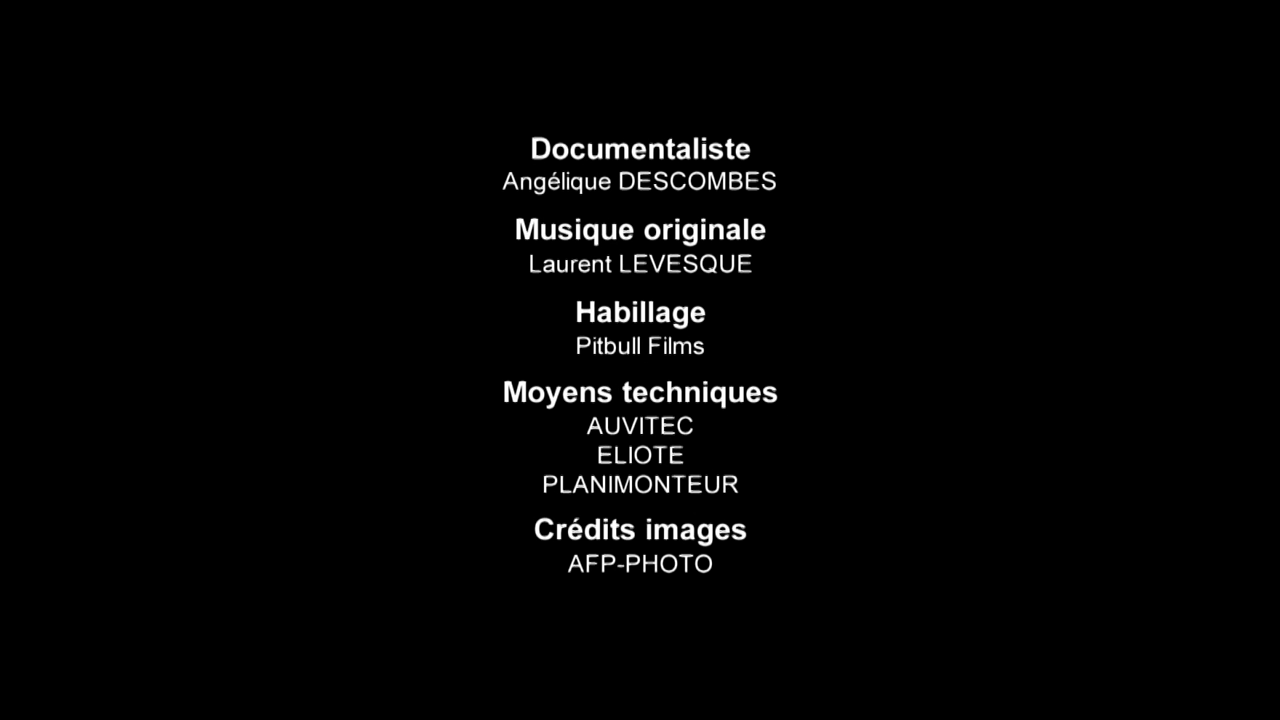 Documentaliste
Angélique DESCOMBES
Musique originale
Laurent LEVESQUE
Habillage
Pitbull Films
Moyens techniques
AUVITEC
ELIOTE
PLANIMONTEUR
Crédits images
AFP-PHOTO